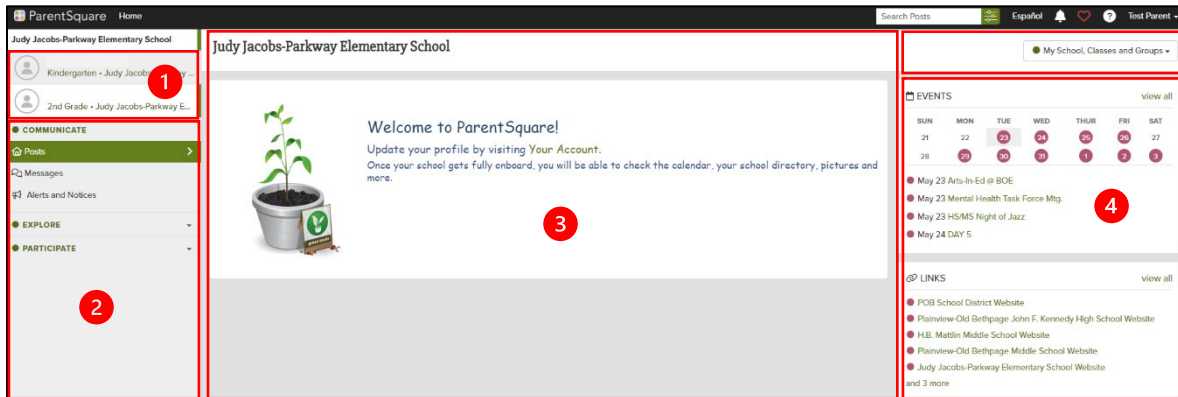 ParentSquare Home
Search Posts
Español
?
Test Parent
Judy Jacobs-Parkway Elementary School
Kindergarten • Judy Jacobs
y ...
1
2nd Grade • Judy Jacobs-Parkway E...
COMMUNICATE
Posts
Messages
Alerts and Notices
EXPLORE
PARTICIPATE
2
Judy Jacobs-Parkway Elementary School
Welcome to ParentSquare!
Update your profile by visiting Your Account.
Once your school gets fully onboard, you will be able to check the calendar, your school directory, pictures and
more.
3
My School, Classes and Groups
EVENTS view all
SUN MON TUE WED THUR FRI SAT
21 22 23 24 25 26 27
28 29 30 31 1 2 3
May 23 Arts-In-Ed @ BOE
May 23 Mental Health Task Force Mtg.
May 23 HS/MS Night of Jazz
May 24 DAY 5
4
LINKS view all
POB School District Website
Plainview-Old Bethpage John F. Kennedy High School Website
H.B. Mattlin Middle School Website
Plainview-Old Bethpage Middle School Website
Judy Jacobs-Parkway Elementary School Website
and 3 more